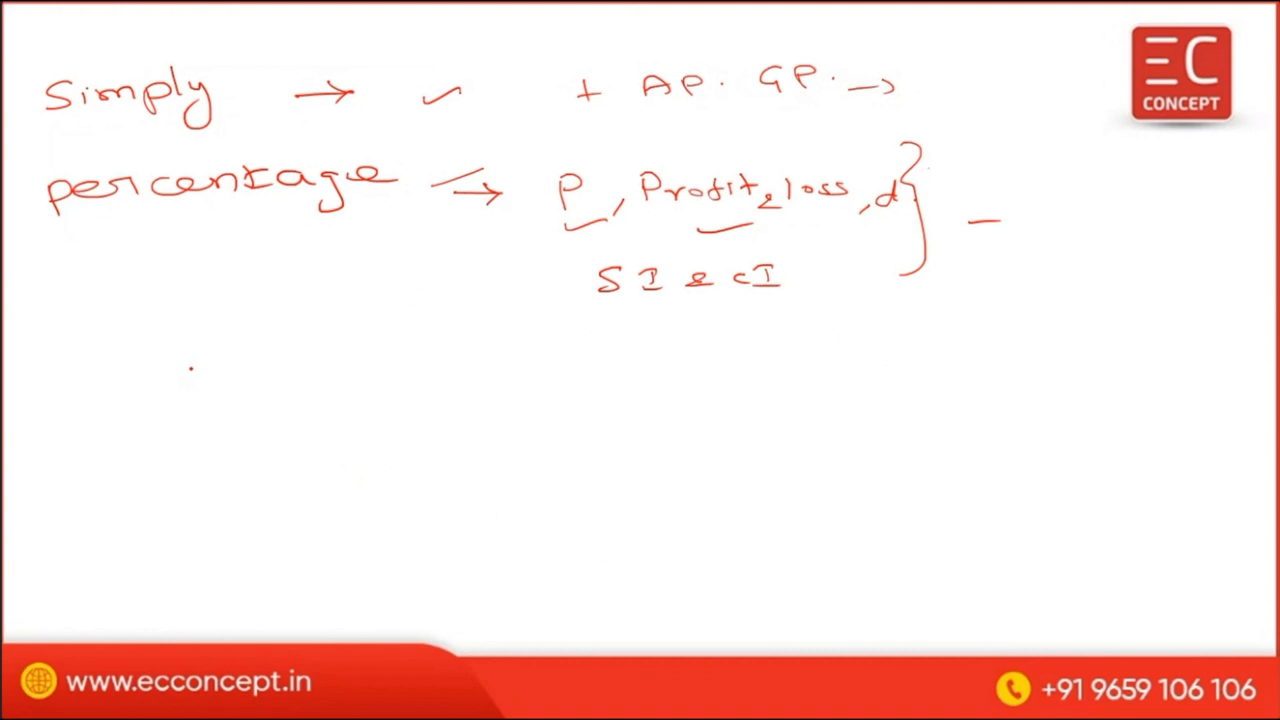 Simply → ✓ + AP. GP. →
EC
CONCEPT
percentage → P, Profit & loss, d } –
SI & CI
www.ecconcept.in
+91 9659 106 106